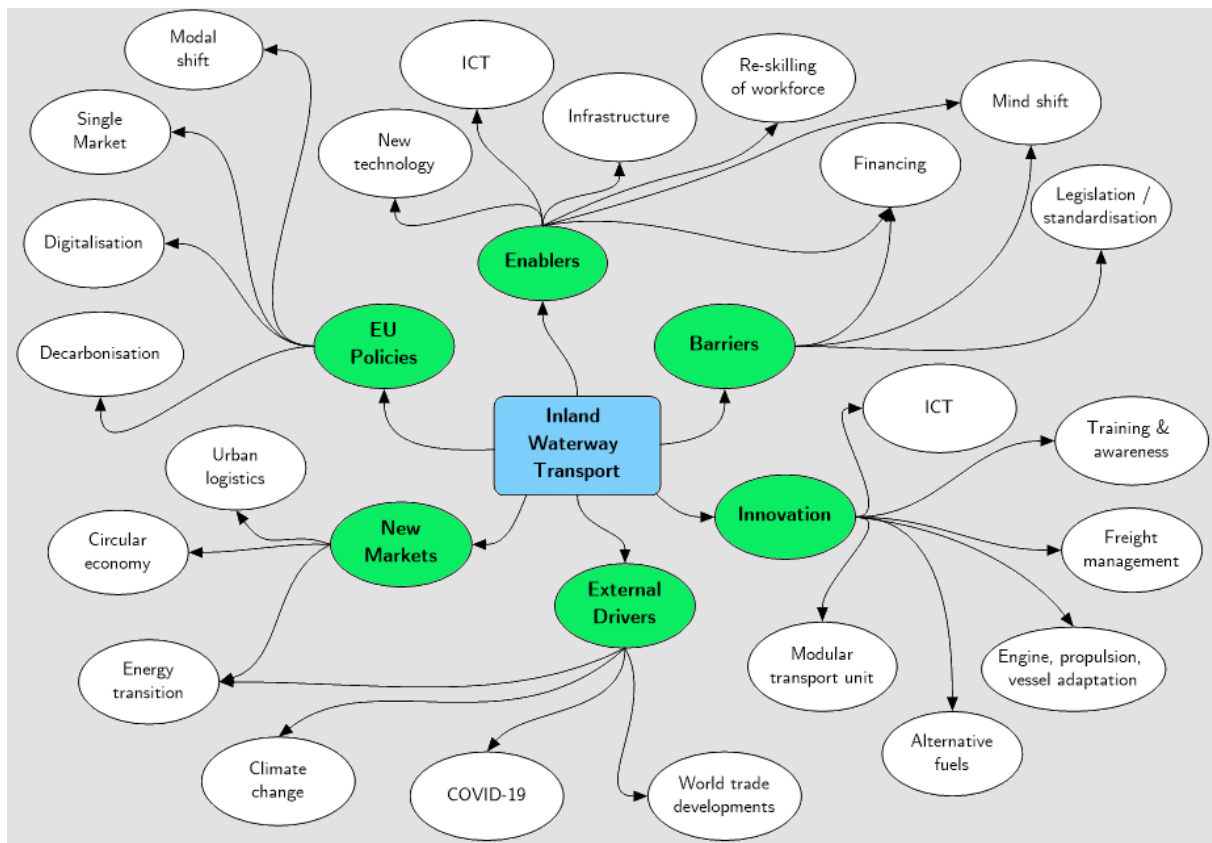 Modal
shift
ICT
Re-skilling
of workforce
Mind shift
Single
Market
Infrastructure
New
technology
Financing
Legislation /
standardisation
Digitalisation
Enablers
Decarbonisation
EU
Policies
Barriers
Inland
Waterway
Transport
ICT
Training &
awareness
Urban
logistics
Circular
economy
New
Markets
Innovation
Freight
management
External
Drivers
Energy
transition
Modular
transport unit
Engine, propulsion,
vessel adaptation
Climate
change
COVID-19
World trade
developments
Alternative
fuels